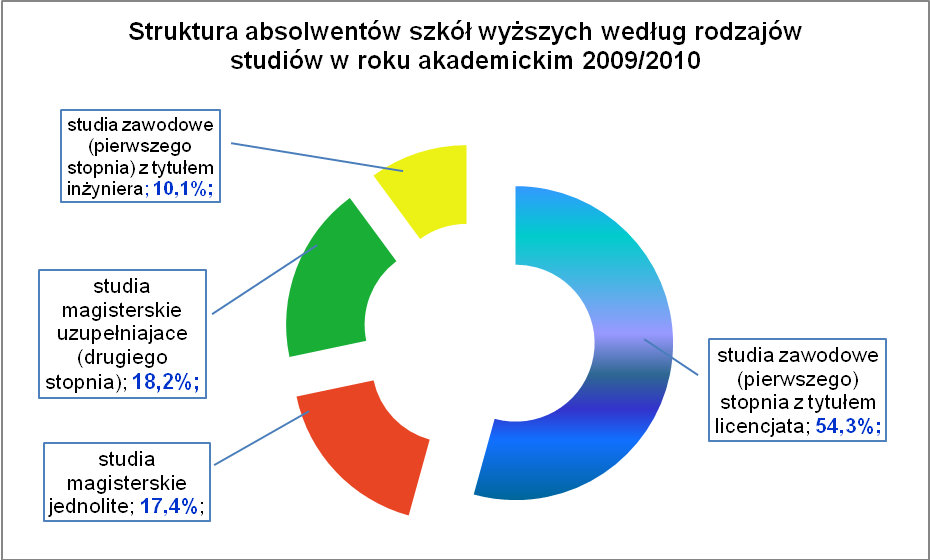 Struktura absolwentów szkół wyższych według rodzajów
studiów w roku akademickim 2009/2010
studia zawodowe
(pierwszego
stopnia) z tytułem
inżyniera; 10,1%;
studia
magisterskie
uzupełniajace
(drugiego
stopnia); 18,2%;
studia
magisterskie
jednolite; 17,4%;
studia zawodowe
(pierwszego)
stopnia z tytułem
licencjata; 54,3%;